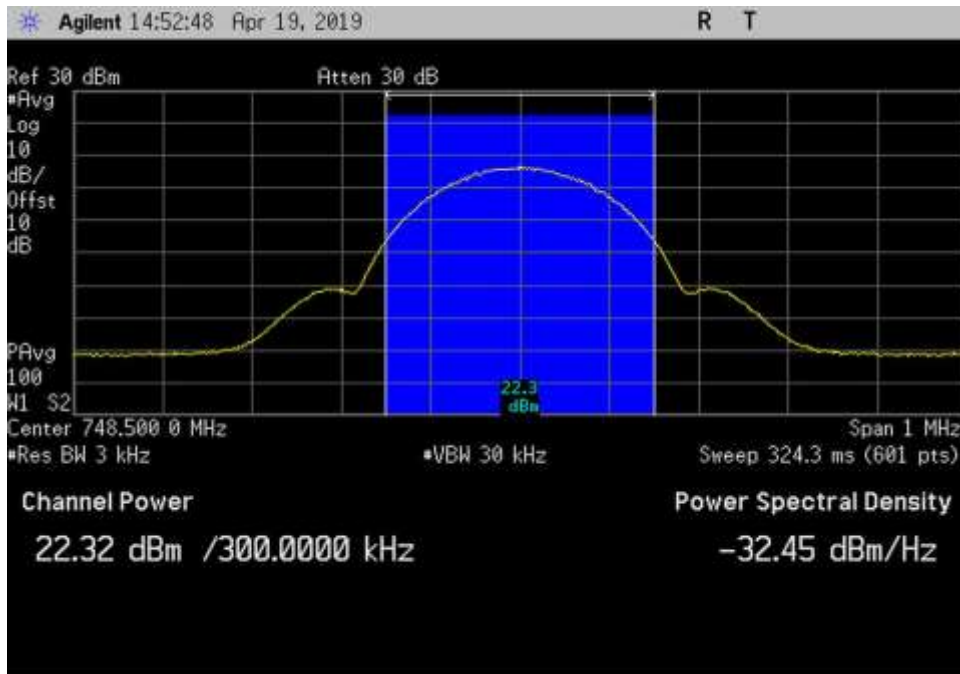 Agilent 14:52:48 Apr 19, 2019 R T
Ref 30 dBm Atten 30 dB
#Avg
Log
10
dB/
Offst
10
dB
PAvg
100
W1 S2
22.3
dBm
Center 748.500 0 MHz Span 1 MHz
#Res BW 3 kHz #VBW 30 kHz Sweep 324.3 ms (601 pts)
Channel Power Power Spectral Density
22.32 dBm /300.0000 kHz -32.45 dBm/Hz